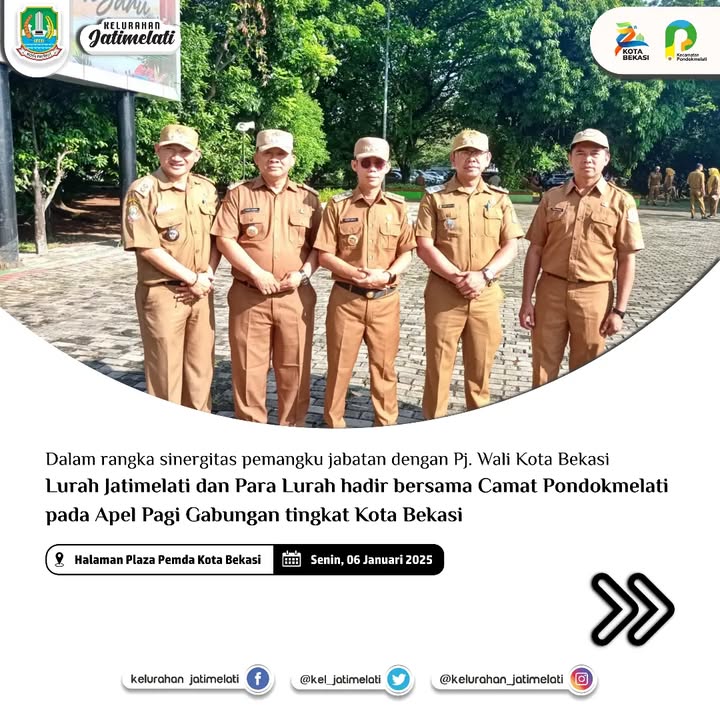 KELURAHAN
Jatimelati
KOTA BEKASI
Kecamatan
Pondokmelati
Dalam rangka sinergitas pemangku jabatan dengan Pj. Wali Kota Bekasi
Lurah Jatimelati dan Para Lurah hadir bersama Camat Pondokmelati
pada Apel Pagi Gabungan tingkat Kota Bekasi
Halaman Plaza Pemda Kota Bekasi
Senin, 06 Januari 2025
kelurahan jatimelati
@kel_jatimelati
@kelurahan_jatimelati